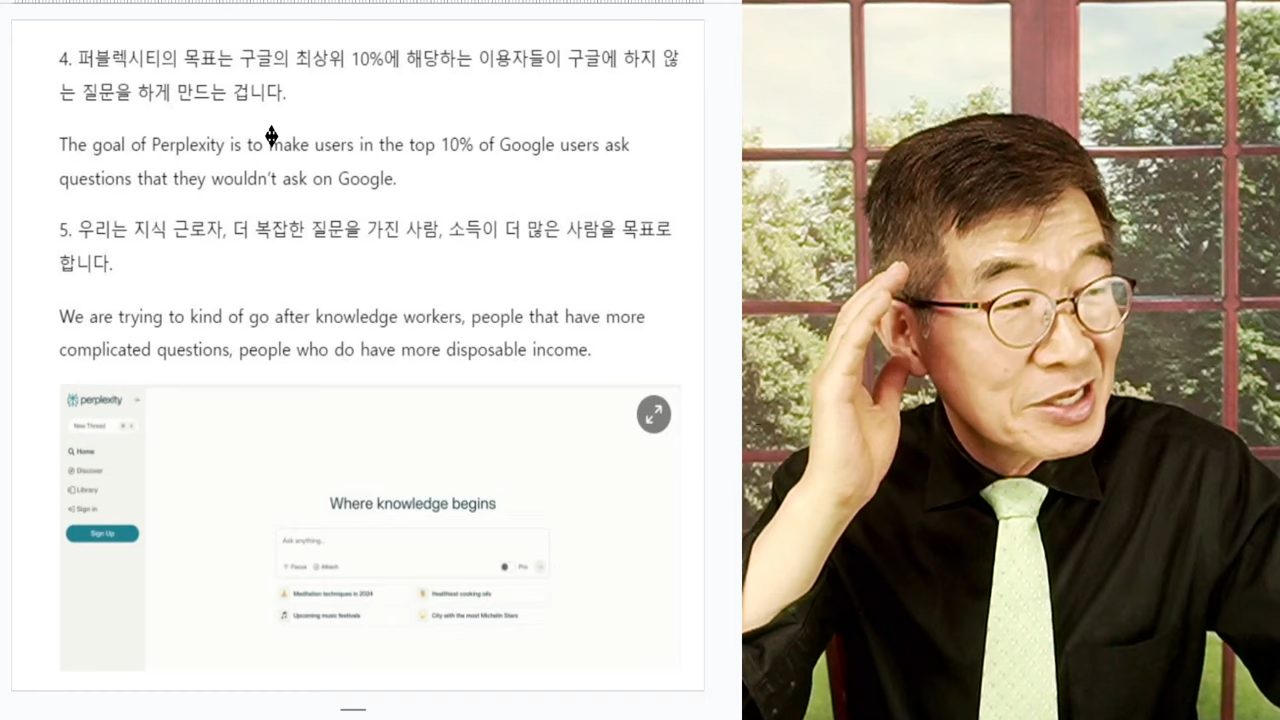 4. 퍼블렉시티의 목표는 구글의 최상위 10%에 해당하는 이용자들이 구글에 하지 않
는 질문을 하게 만드는 겁니다.
The goal of Perplexity is to make users in the top 10% of Google users ask
questions that they wouldn't ask on Google.
5. 우리는 지식 근로자, 더 복잡한 질문을 가진 사람, 소득이 더 많은 사람을 목표로
합니다.
We are trying to kind of go after knowledge workers, people that have more
complicated questions, people who do have more disposable income.
perplexity
New Thread
Home
Discover
Library
Sign in
Sign Up
Where knowledge begins
Ask anything...
Focus Attach Pro
Meditation techniques in 2024 Healthiest cooking oils
Upcoming music festivals City with the most Michelin Stars